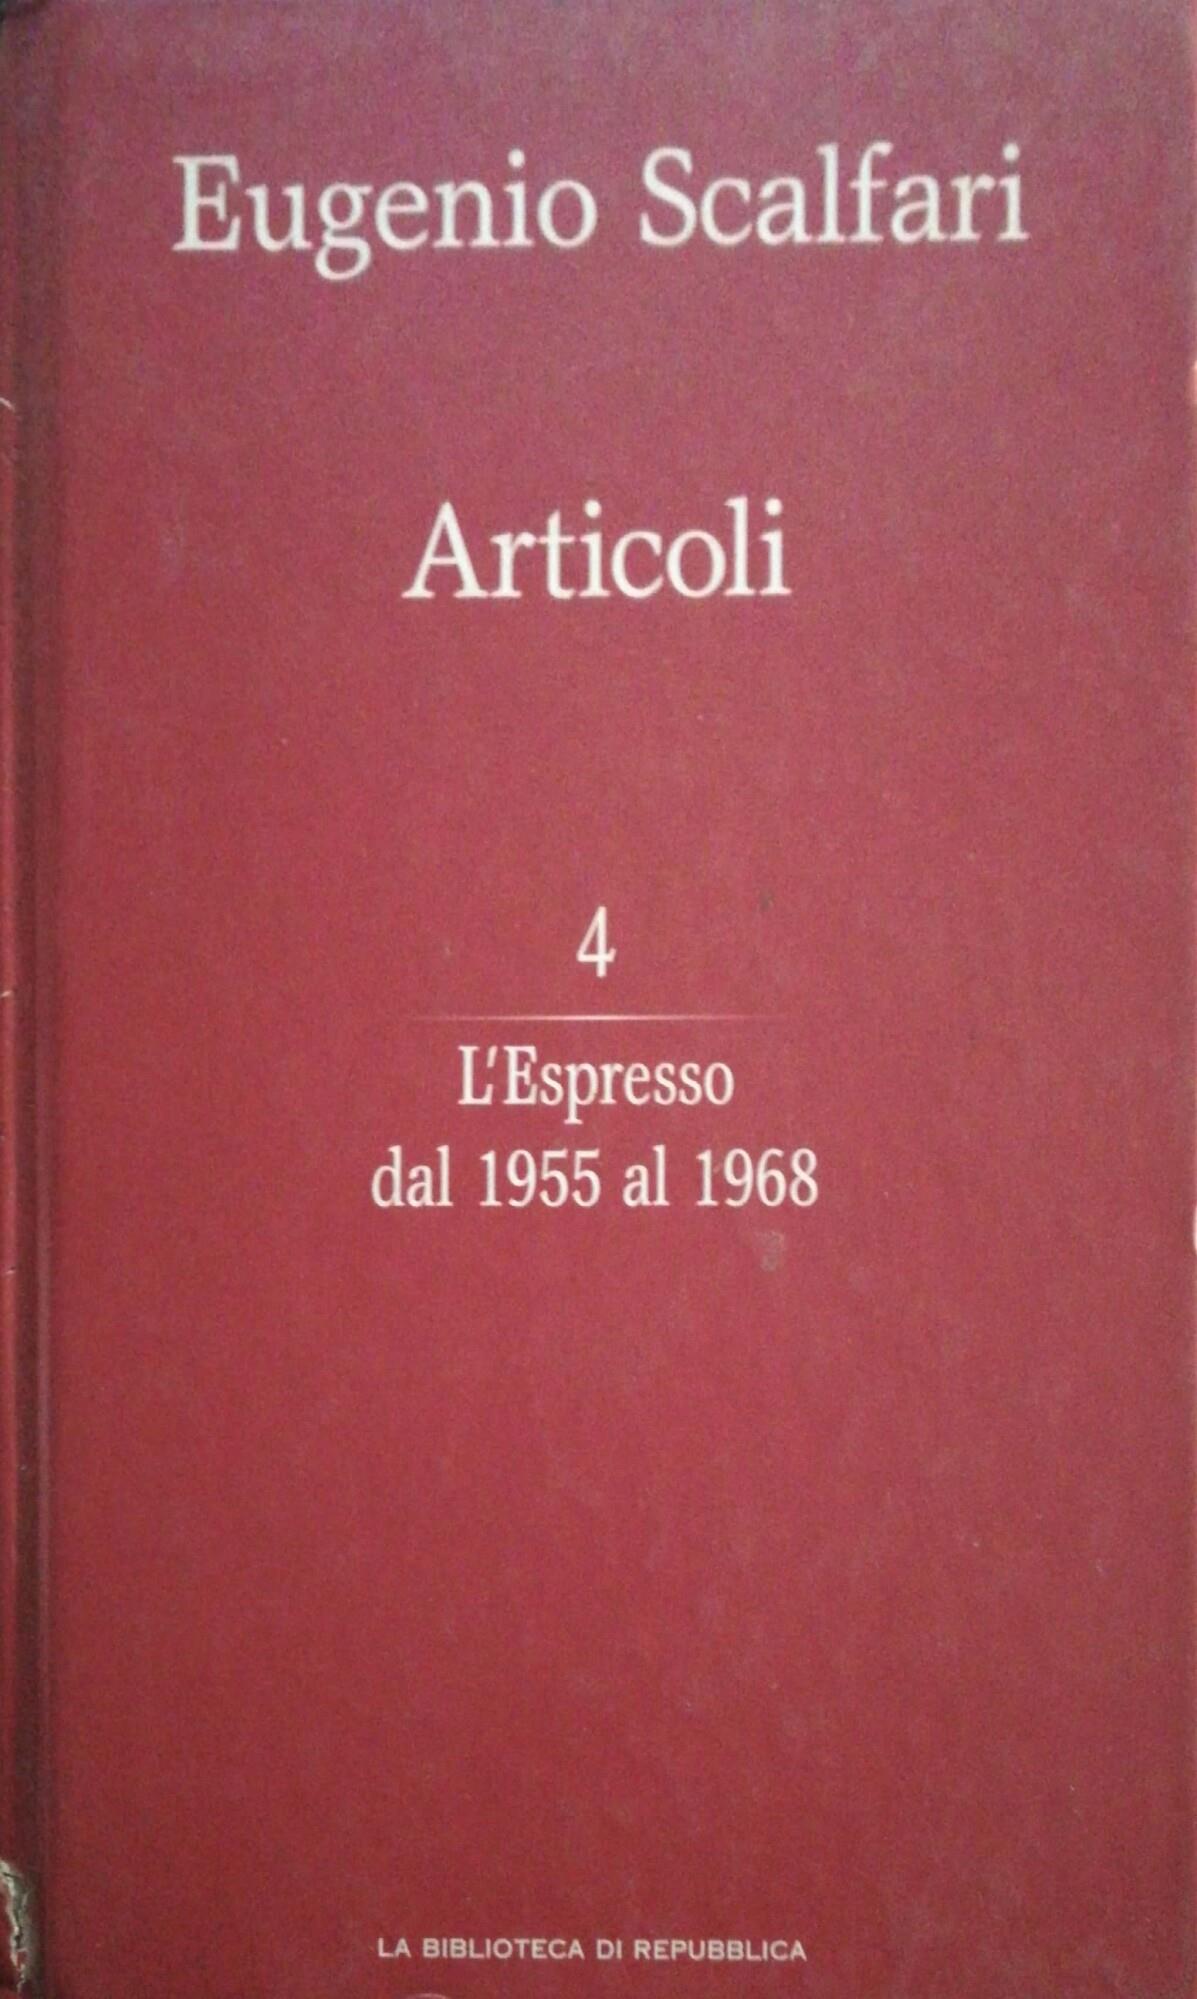 Eugenio Scalfari
Articoli
4
L'Espresso
dal 1955 al 1968
LA BIBLIOTECA DI REPUBBLICA